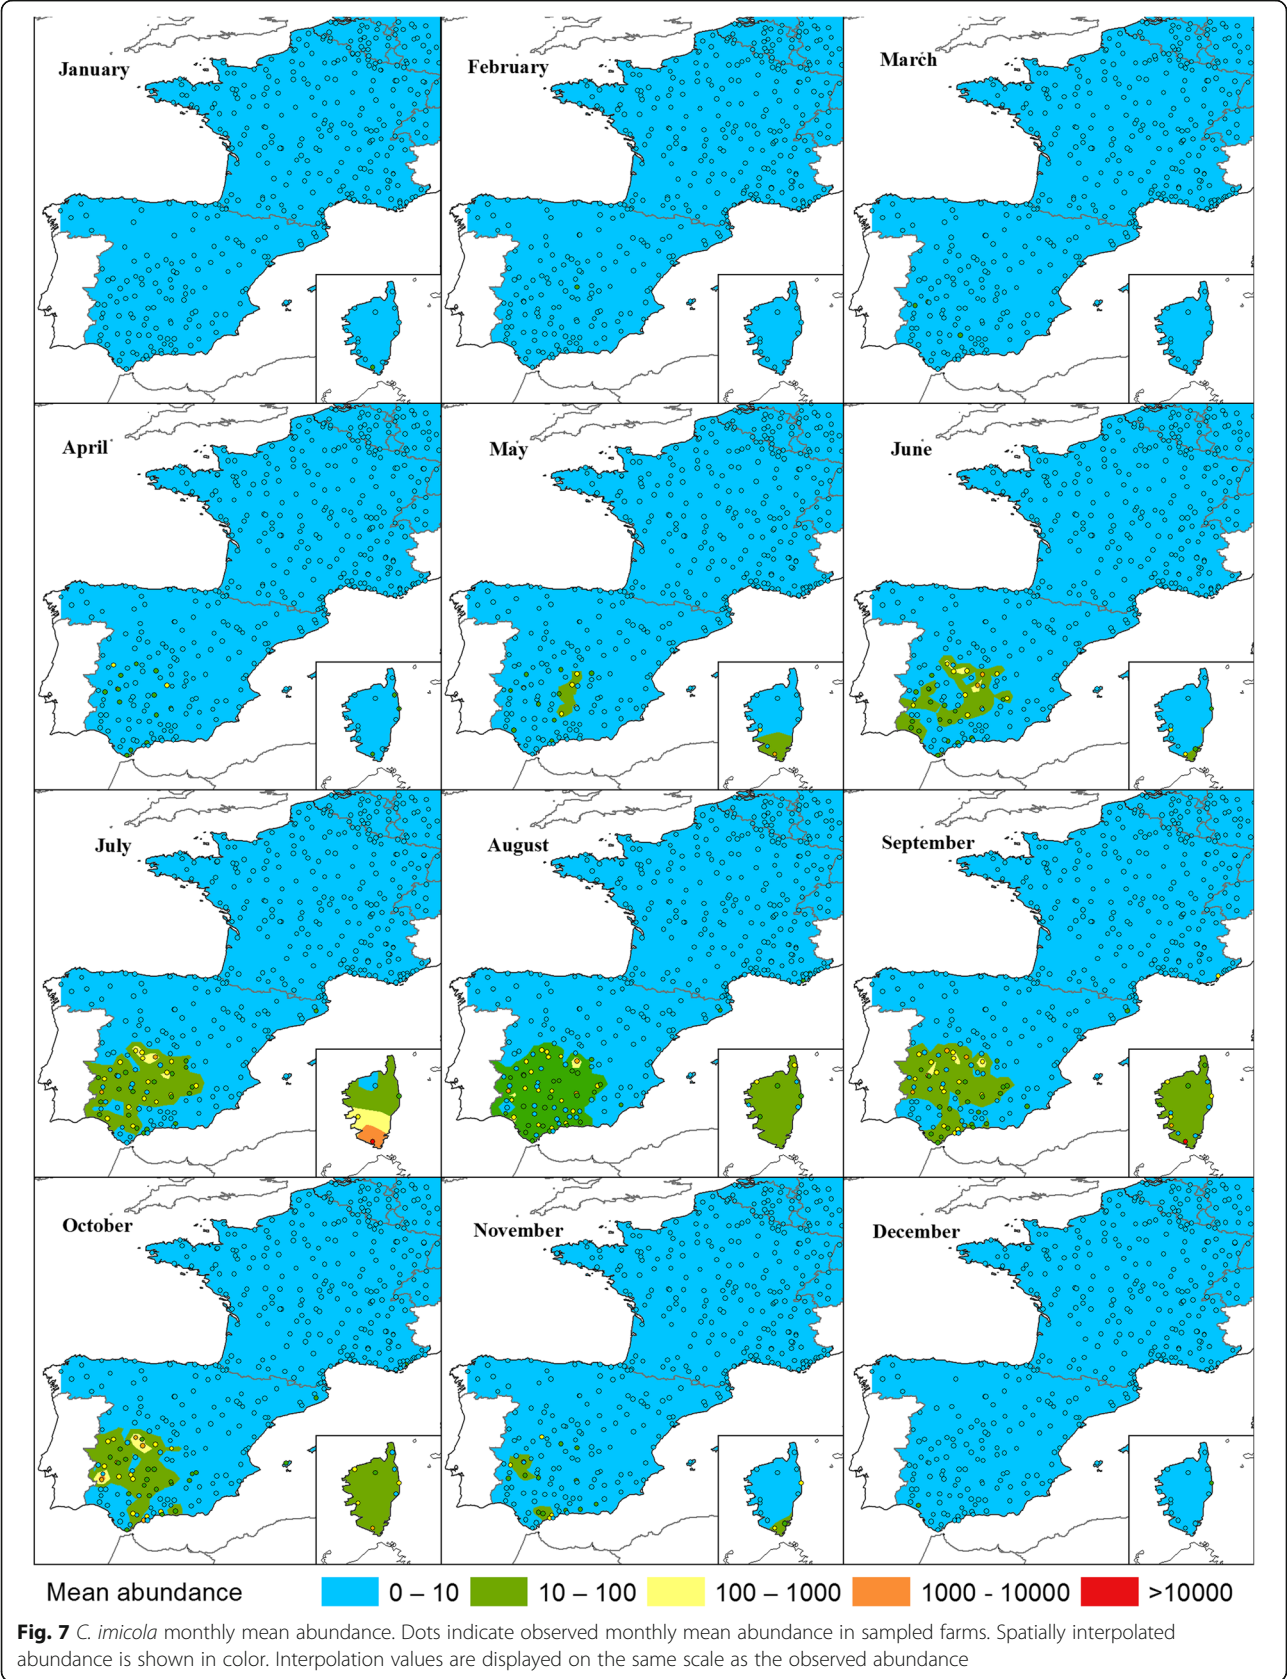 January
February
March
April
May
June
July
August
September
October
November
December
Mean abundance 0 – 10 10 – 100 100 – 1000 1000 - 10000 >10000
Fig. 7 C. imicola monthly mean abundance. Dots indicate observed monthly mean abundance in sampled farms. Spatially interpolated
abundance is shown in color. Interpolation values are displayed on the same scale as the observed abundance